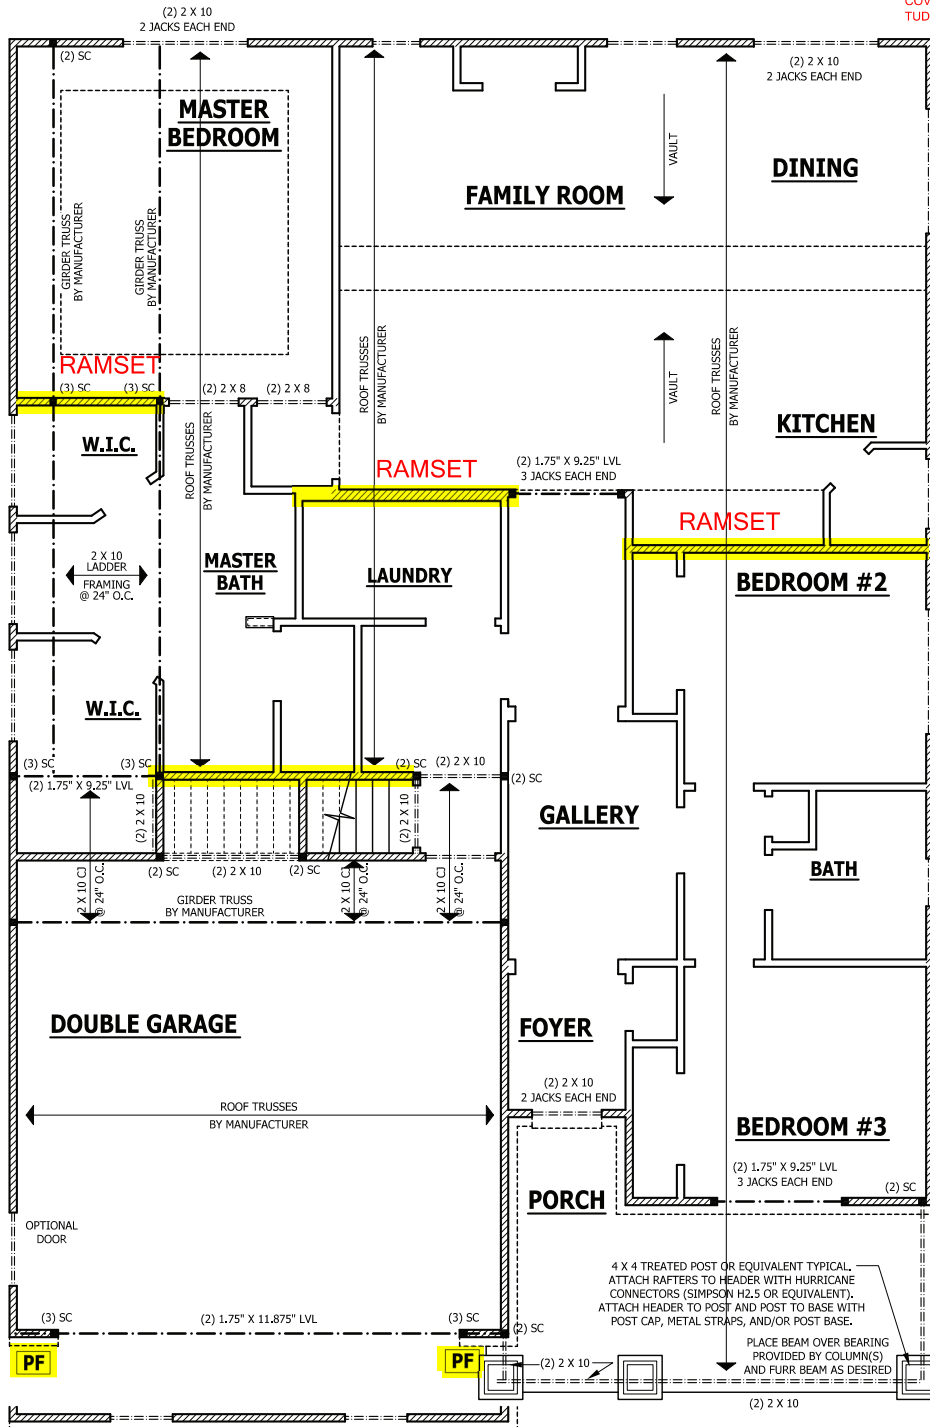 COV
TUD
(2) 2 X 10
2 JACKS EACH END
(2) SC
(2) 2 X 10
2 JACKS EACH END
MASTER
BEDROOM
FAMILY ROOM
VAULT
DINING
GIRDER TRUSS
BY MANUFACTURER
GIRDER TRUSS
BY MANUFACTURER
ROOF TRUSSES
BY MANUFACTURER
ROOF TRUSSES
BY MANUFACTURER
VAULT
RAMSET
(3) SC
(3) SC
(2) 2 X 8
(2) 2 X 8
W.I.C.
ROOF TRUSSES
BY MANUFACTURER
KITCHEN
RAMSET
(2) 1.75" X 9.25" LVL
3 JACKS EACH END
RAMSET
2 X 10
LADDER
FRAMING
@ 24" O.C.
MASTER
BATH
LAUNDRY
BEDROOM #2
W.I.C.
(3) SC
(3) SC
(2) SC
(2) 2 X 10
(2) SC
(2) 1.75" X 9.25" LVL
(2) 2 X 10
(2) 2 X 10
GALLERY
BATH
(2) SC
(2) 2 X 10
(2) SC
2 X 10 CJ
@ 24" O.C.
2 X 10 CJ
@ 24" O.C.
2 X 10 CJ
@ 24" O.C.
GIRDER TRUSS
BY MANUFACTURER
DOUBLE GARAGE
FOYER
(2) 2 X 10
2 JACKS EACH END
ROOF TRUSSES
BY MANUFACTURER
BEDROOM #3
(2) 1.75" X 9.25" LVL
3 JACKS EACH END
(2) SC
PORCH
OPTIONAL
DOOR
4 X 4 TREATED POST OR EQUIVALENT TYPICAL.
ATTACH RAFTERS TO HEADER WITH HURRICANE
CONNECTORS (SIMPSON H2.5 OR EQUIVALENT).
ATTACH HEADER TO POST AND POST TO BASE WITH
POST CAP, METAL STRAPS, AND/OR POST BASE.
(3) SC
(2) 1.75" X 11.875" LVL
(3) SC
(2) SC
PLACE BEAM OVER BEARING
PROVIDED BY COLUMN(S)
AND FURR BEAM AS DESIRED
PF
PF
(2) 2 X 10
(2) 2 X 10